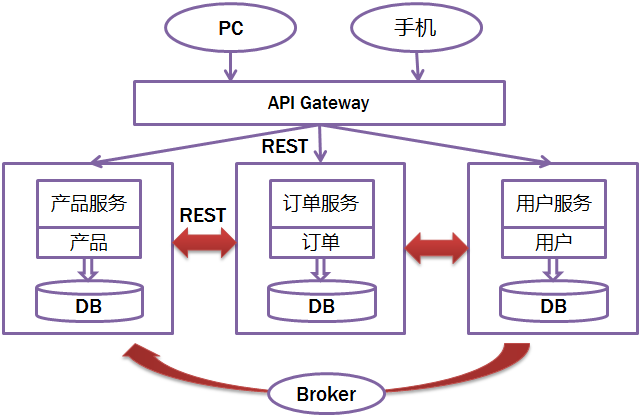 PC
手机
API Gateway
REST
产品服务
产品
DB
REST
订单服务
订单
DB
用户服务
用户
DB
Broker